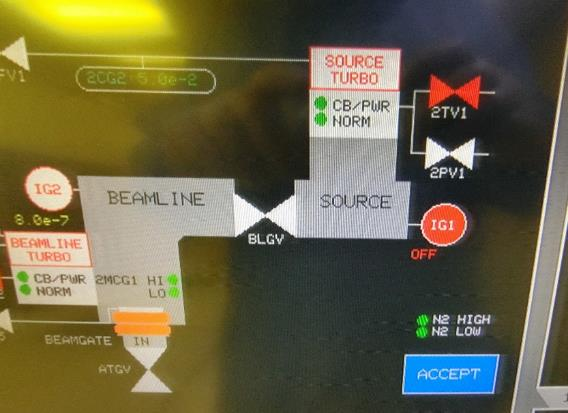 FV1
2CG2 5.0e-2
SOURCE
TURBO
CB/PWR
NORM
2TV1
2PV1
IG2
8.0e-7
BEAMLINE
SOURCE
BLGV
IG1
OFF
BEAMLINE
TURBO
CB/PWR
NORM
2MCG1 HI
LO
N2 HIGH
N2 LOW
BEAMGATE
IN
ATGV
ACCEPT